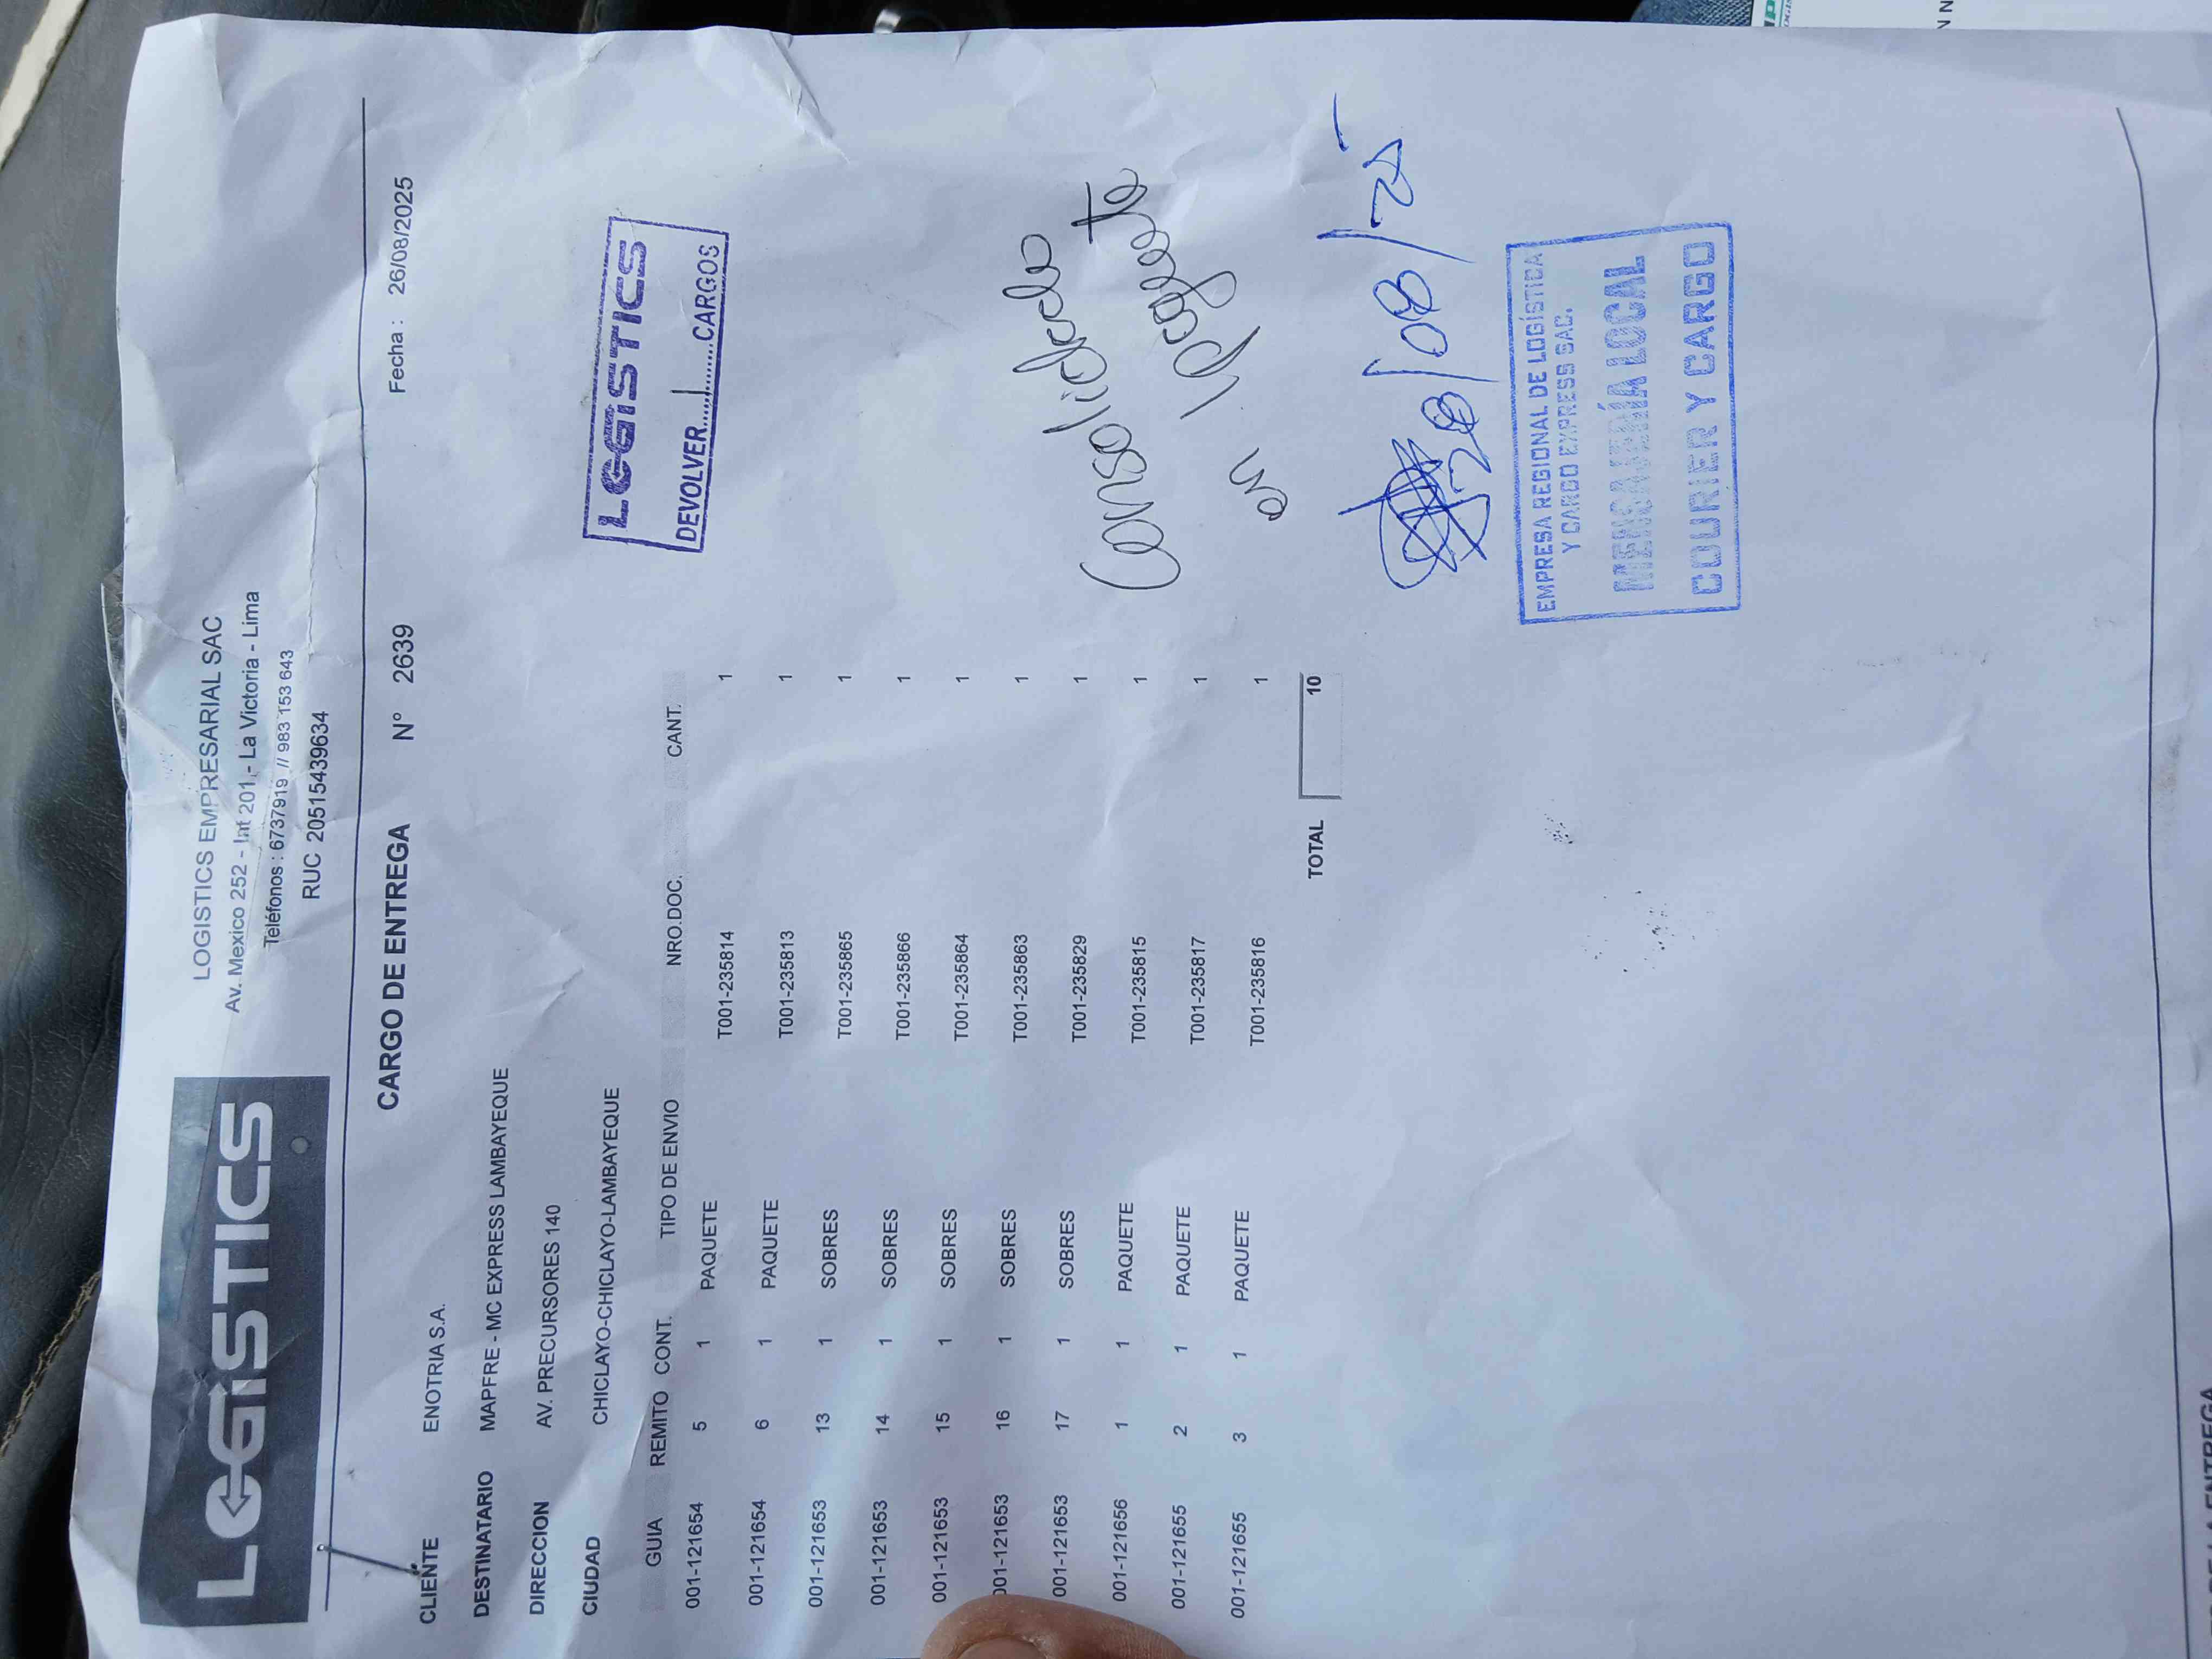 LOGISTICS
LOGISTICS EMPRESARIAL SAC
Av. Mexico 252 - Int 201,- La Victoria - Lima
Teléfonos : 6737919 // 983 153 643
RUC 20515439634
CARGO DE ENTREGA N° 2639 Fecha : 26/08/2025
CLIENTE ENOTRIA S.A.
DESTINATARIO MAPFRE - MC EXPRESS LAMBAYEQUE
DIRECCION AV. PRECURSORES 140
CIUDAD CHICLAYO-CHICLAYO-LAMBAYEQUE
LOGISTICS
DEVOLVER.....1.......CARGOS
GUIA REMITO CONT. TIPO DE ENVIO NRO.DOC. CANT.
001-121654 5 1 PAQUETE T001-235814 1
001-121654 6 1 PAQUETE T001-235813 1
001-121653 13 1 SOBRES T001-235865 1
001-121653 14 1 SOBRES T001-235866 1
001-121653 15 1 SOBRES T001-235864 1
001-121653 16 1 SOBRES T001-235863 1
001-121653 17 1 SOBRES T001-235829 1
001-121656 1 1 PAQUETE T001-235815 1
001-121655 2 1 PAQUETE T001-235817 1
001-121655 3 1 PAQUETE T001-235816 1
TOTAL 10
Consolidado
en 1 paquete
/08/25
EMPRESA REGIONAL DE LOGÍSTICA
Y CARGO EXPRESS SAC.
MENSAJERÍA LOCAL
COURIER Y CARGO
LA ENTREGA